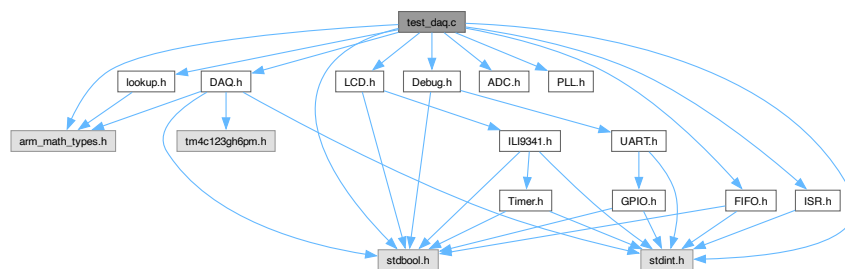 test_daq.c
lookup.h
DAQ.h
LCD.h
Debug.h
ADC.h
PLL.h
arm_math_types.h
tm4c123gh6pm.h
ILI9341.h
UART.h
Timer.h
GPIO.h
FIFO.h
ISR.h
stdbool.h
stdint.h